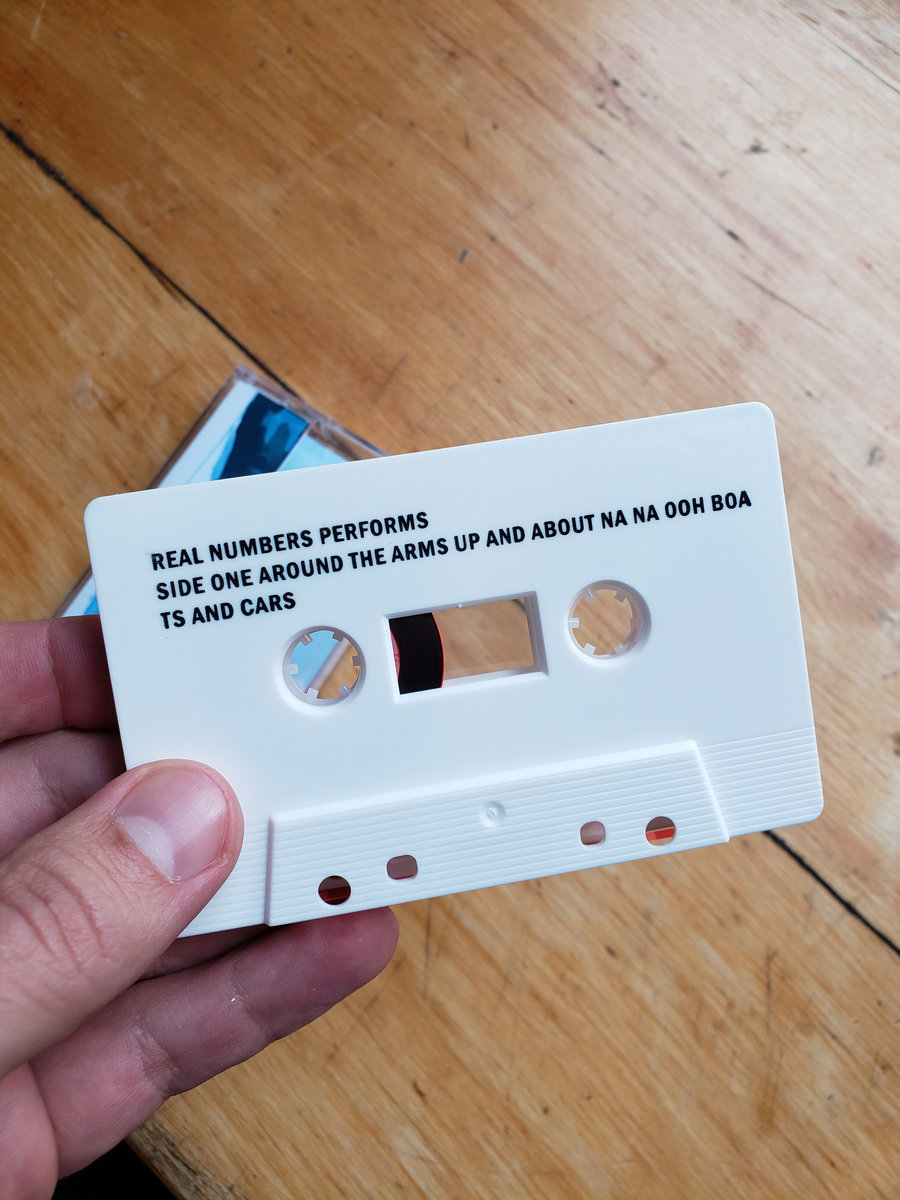 REAL NUMBERS PERFORMS
SIDE ONE AROUND THE ARMS UP AND ABOUT NA NA OOH BOA
TS AND CARS